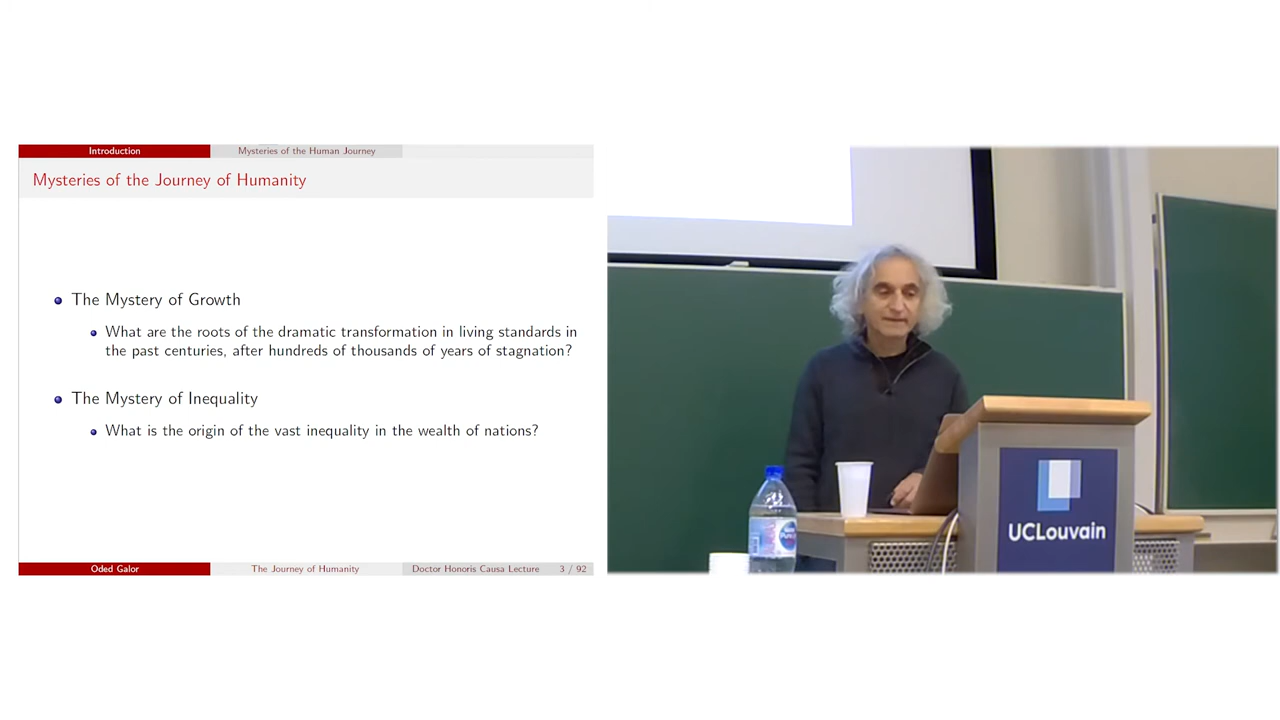 Introduction
Mysteries of the Human Journey
Mysteries of the Journey of Humanity
The Mystery of Growth
What are the roots of the dramatic transformation in living standards in
the past centuries, after hundreds of thousands of years of stagnation?
The Mystery of Inequality
What is the origin of the vast inequality in the wealth of nations?
Oded Galor
The Journey of Humanity
Doctor Honoris Causa Lecture
3 / 92
UCLouvain